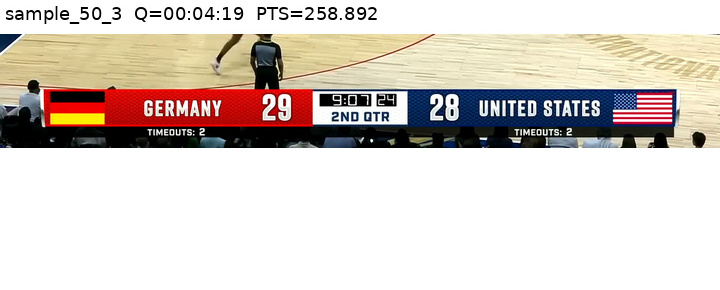 sample_50_3 Q=00:04:19 PTS=258.892
GERMANY 29 9:07 24 28 UNITED STATES
2ND QTR
TIMEOUTS: 2 TIMEOUTS: 2